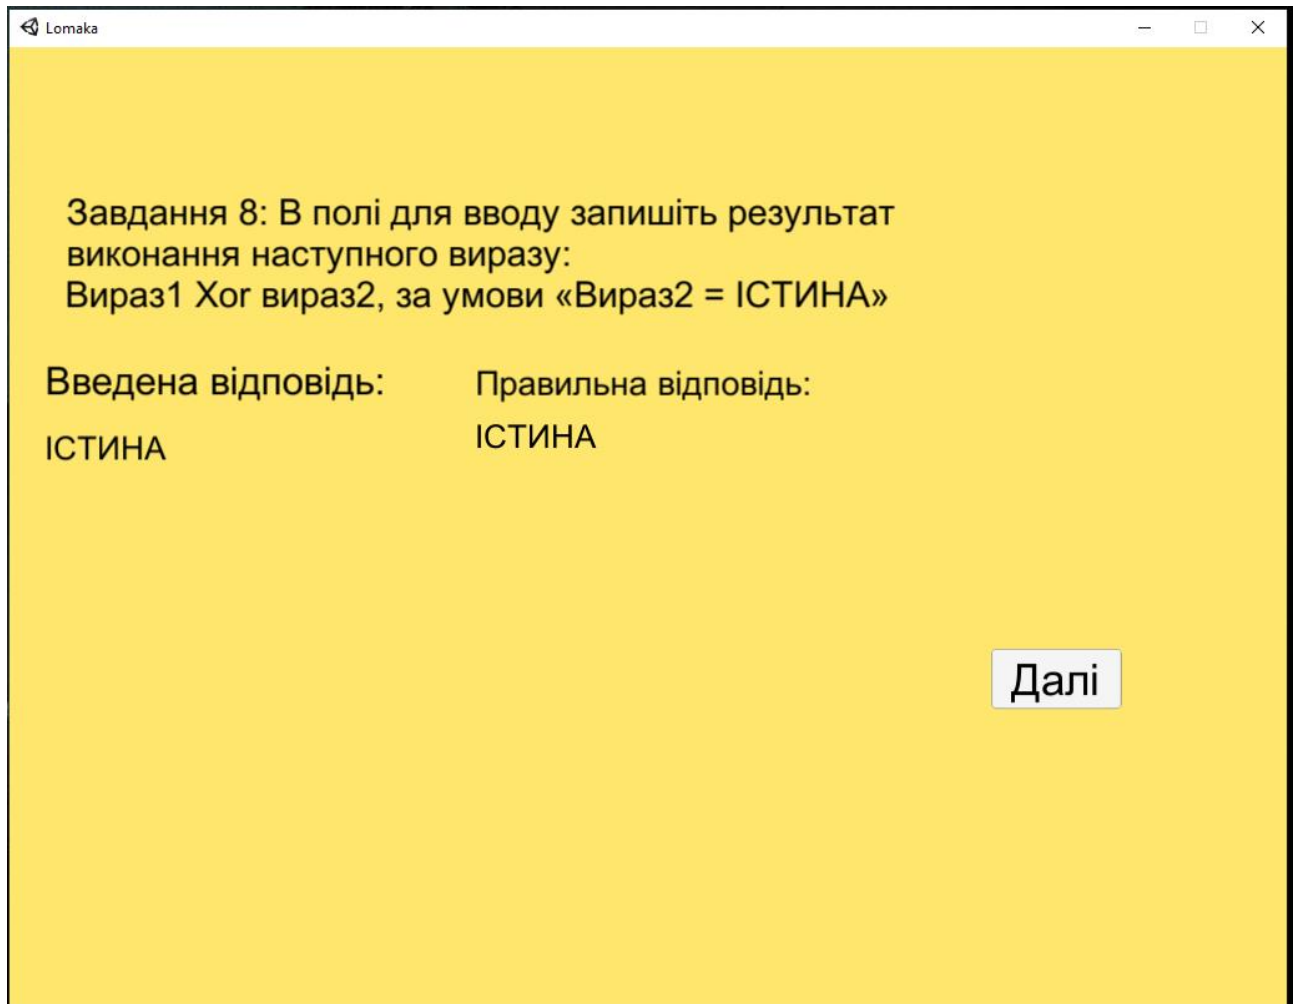 Lomaka
Завдання 8: В полі для вводу запишіть результат
виконання наступного виразу:
Вираз1 Xor вираз2, за умови «Вираз2 = ІСТИНА»
Введена відповідь:
Правильна відповідь:
ІСТИНА
ІСТИНА
Далі